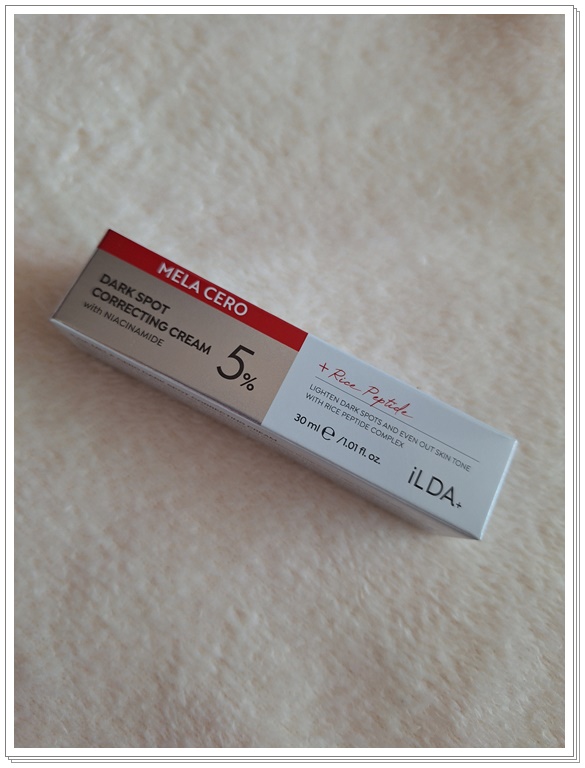 MELA CERO
DARK SPOT
CORRECTING CREAM
with NIACINAMIDE
5%
+ Rice Peptide
LIGHTEN DARK SPOTS AND EVEN OUT SKIN TONE
WITH RICE PEPTIDE COMPLEX
30 ml ℮ /1.01 fl. oz.
iLDA+